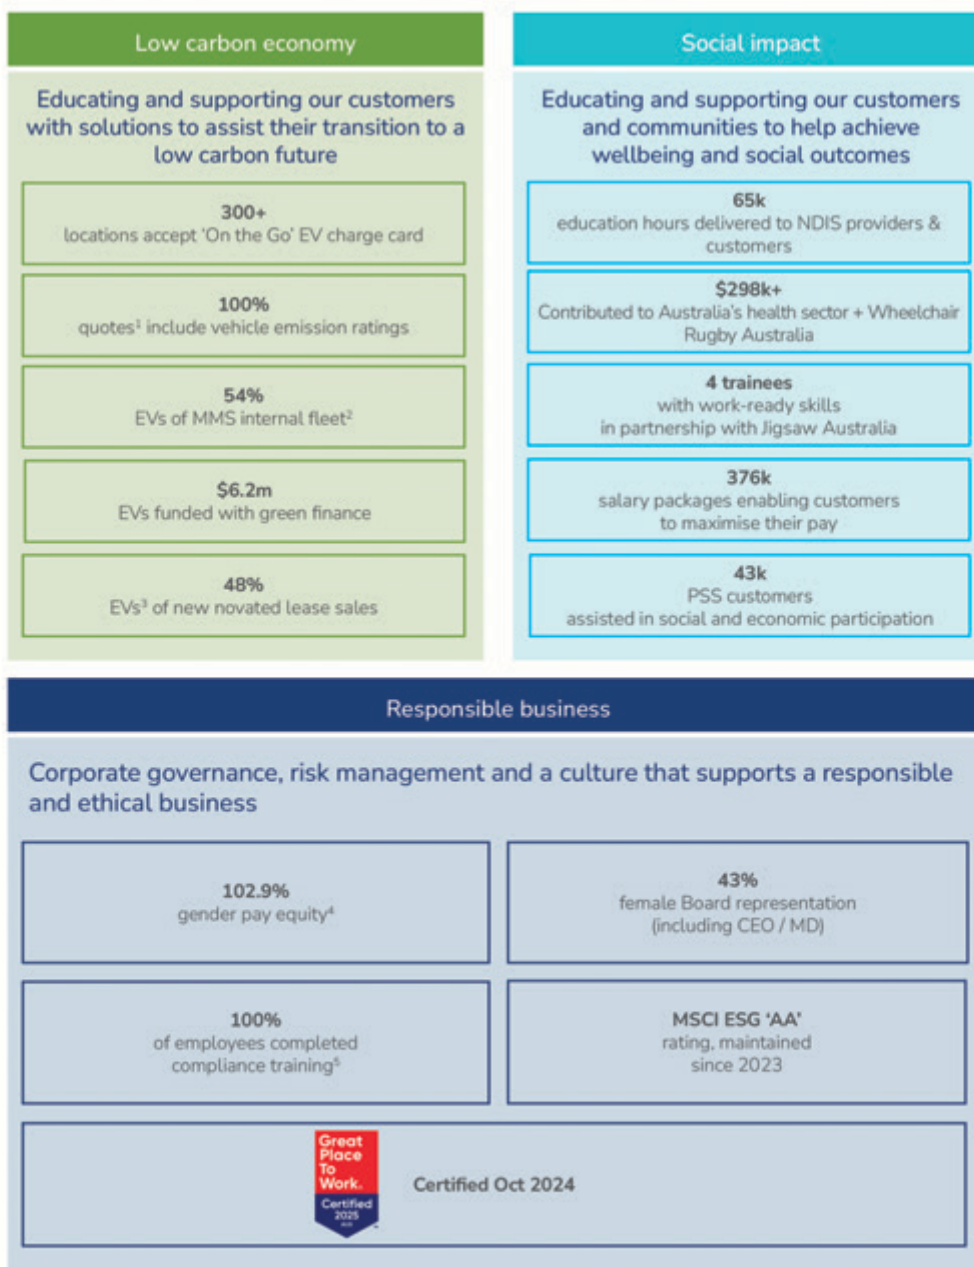 Low carbon economy
Educating and supporting our customers
with solutions to assist their transition to a
low carbon future
300+
locations accept ‘On the Go’ EV charge card
100%
quotes¹ include vehicle emission ratings
54%
EVs of MMS internal fleet²
$6.2m
EVs funded with green finance
48%
EVs³ of new novated lease sales
Social impact
Educating and supporting our customers
and communities to help achieve
wellbeing and social outcomes
65k
education hours delivered to NDIS providers &
customers
$298k+
Contributed to Australia’s health sector + Wheelchair
Rugby Australia
4 trainees
with work-ready skills
in partnership with Jigsaw Australia
376k
salary packages enabling customers
to maximise their pay
43k
PSS customers
assisted in social and economic participation
Responsible business
Corporate governance, risk management and a culture that supports a responsible
and ethical business
102.9%
gender pay equity⁴
43%
female Board representation
(including CEO / MD)
100%
of employees completed
compliance training⁵
MSCI ESG ‘AA’
rating, maintained
since 2023
Great
Place
To
Work.
Certified
2025
Certified Oct 2024